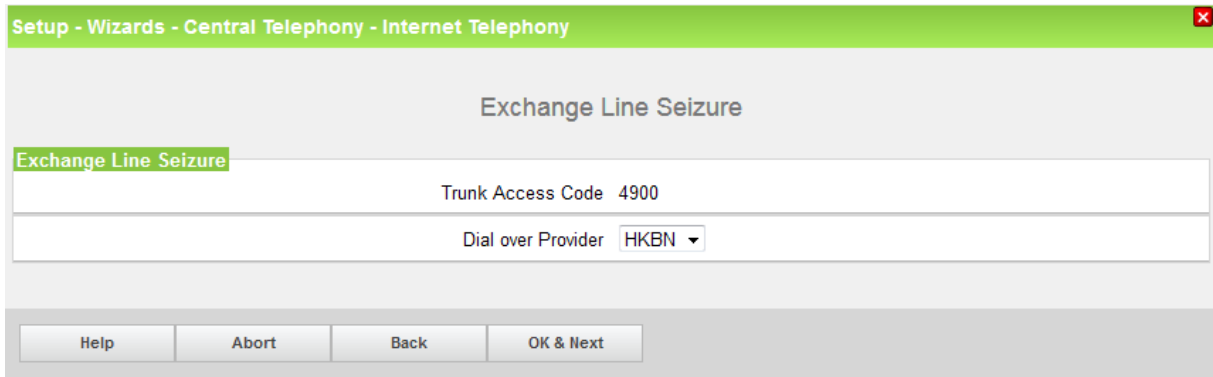 Setup - Wizards - Central Telephony - Internet Telephony
Exchange Line Seizure
Exchange Line Seizure
Trunk Access Code 4900
Dial over Provider HKBN
Help Abort Back OK & Next